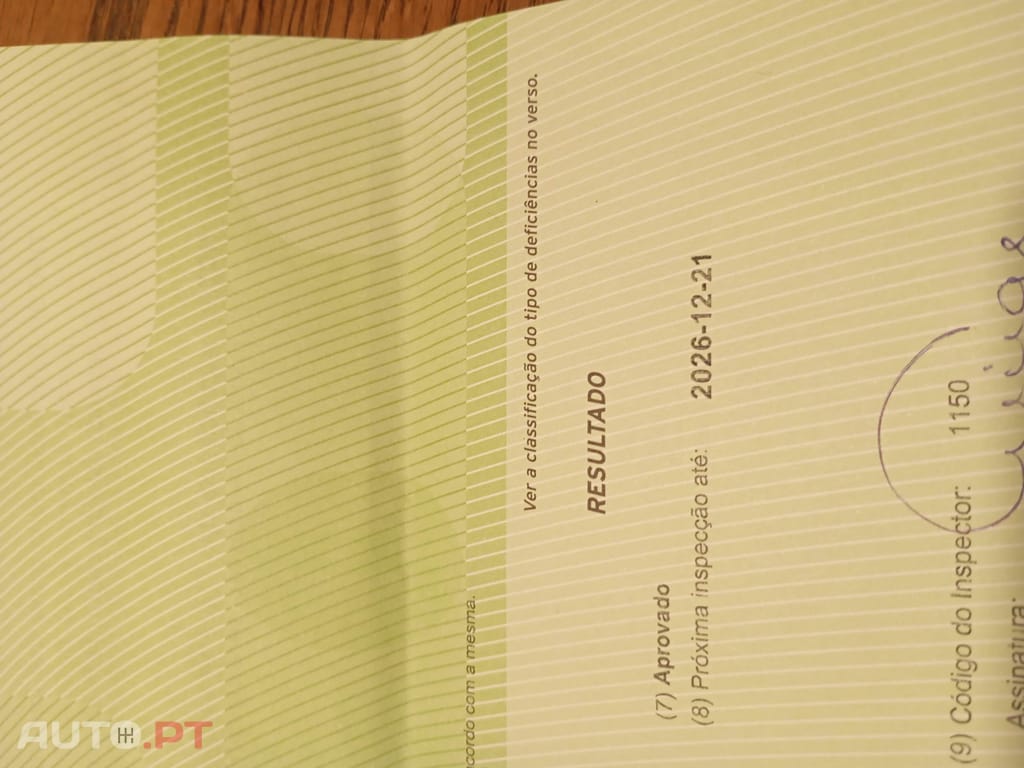 cordo com a mesma.
Ver a classificação do tipo de deficiências no verso.
RESULTADO
(7) Aprovado
(8) Próxima inspecção até: 2026-12-21
(9) Código do Inspector: 1150
Assinatura:
AUTO.PT